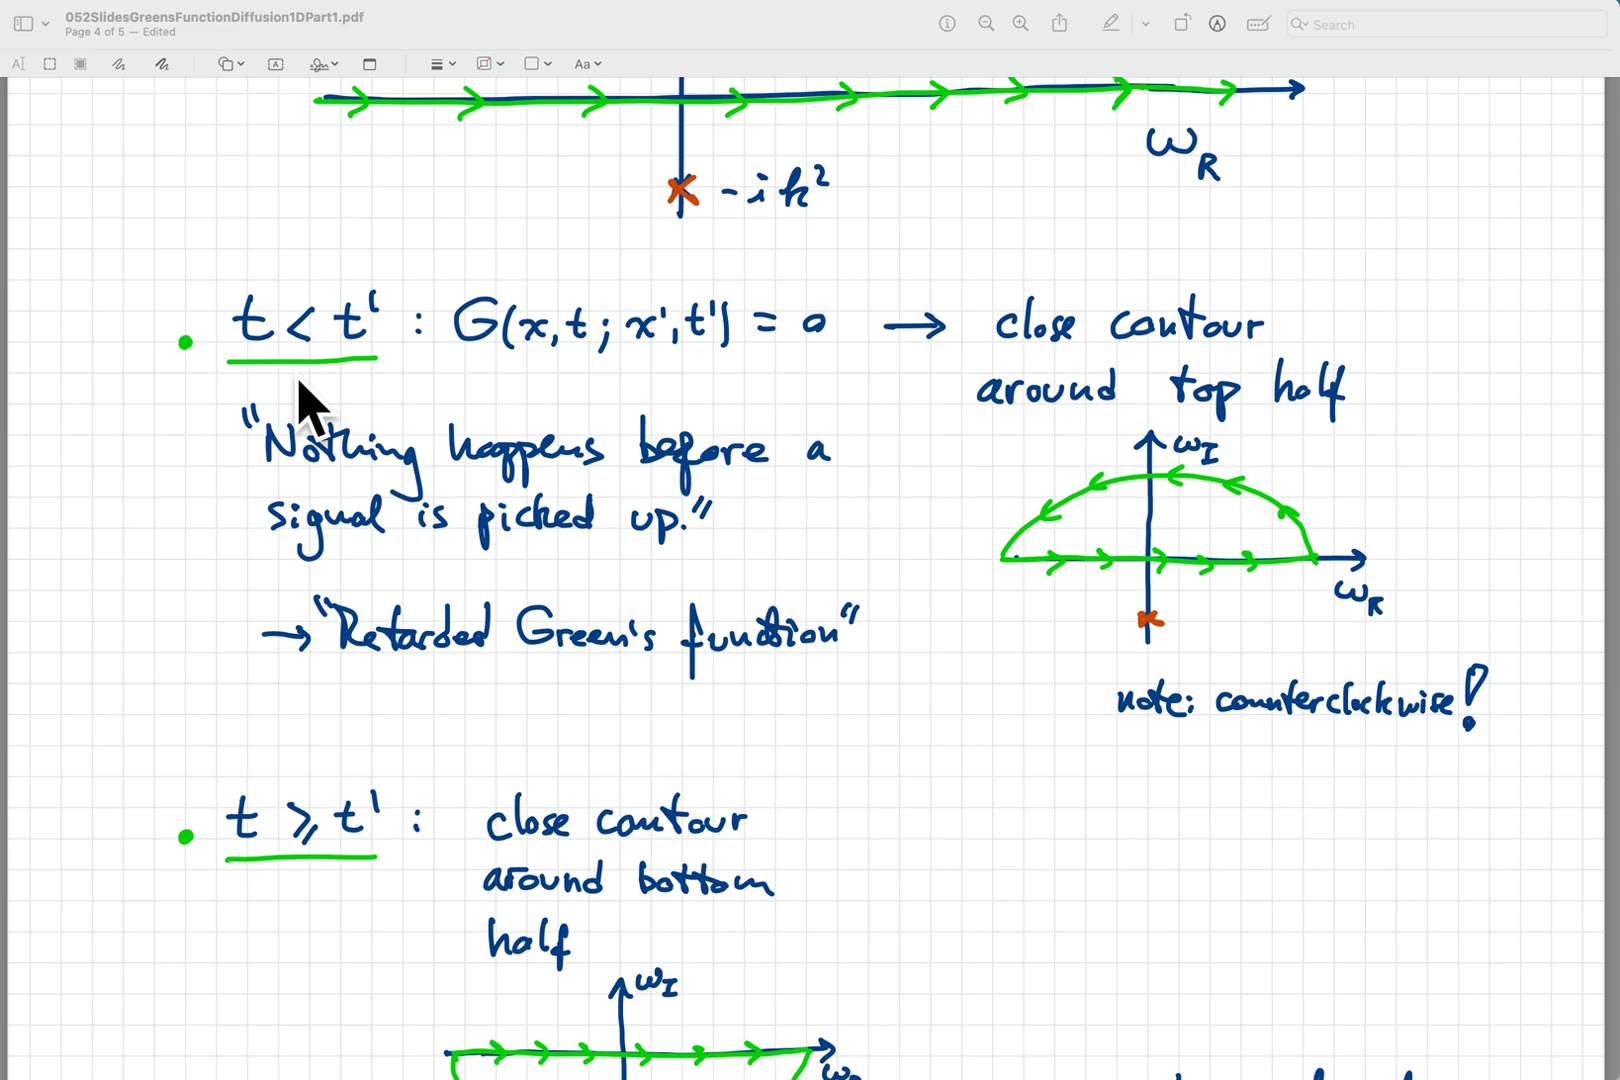 052SlidesGreensFunctionDiffusion1DPart1.pdf
Page 4 of 5 — Edited
Search
Aa
ω_R
-ik²
t < t' : G(x,t; x',t') = 0 → close contour
around top half
"Nothing happens before a
signal is picked up."
→ "Retarded Green's function"
ω_I
ω_R
note: counterclockwise!
t ⩾ t' : close contour
around bottom
half
ω_I